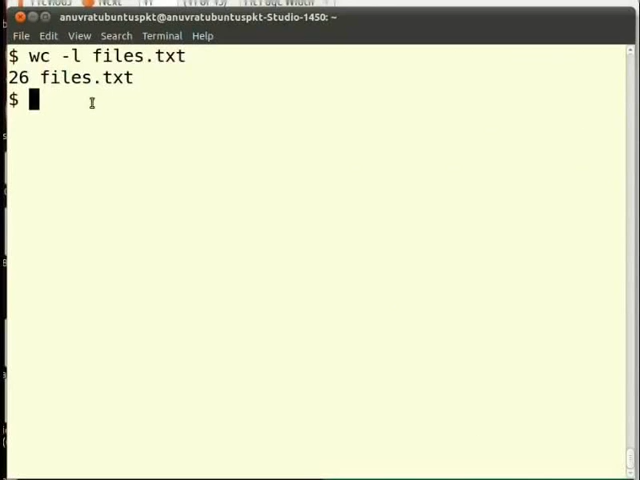 anuvratubuntuspkt@anuvratubuntuspkt-Studio-1450: ~
File Edit View Search Terminal Help
$ wc -l files.txt
26 files.txt
$